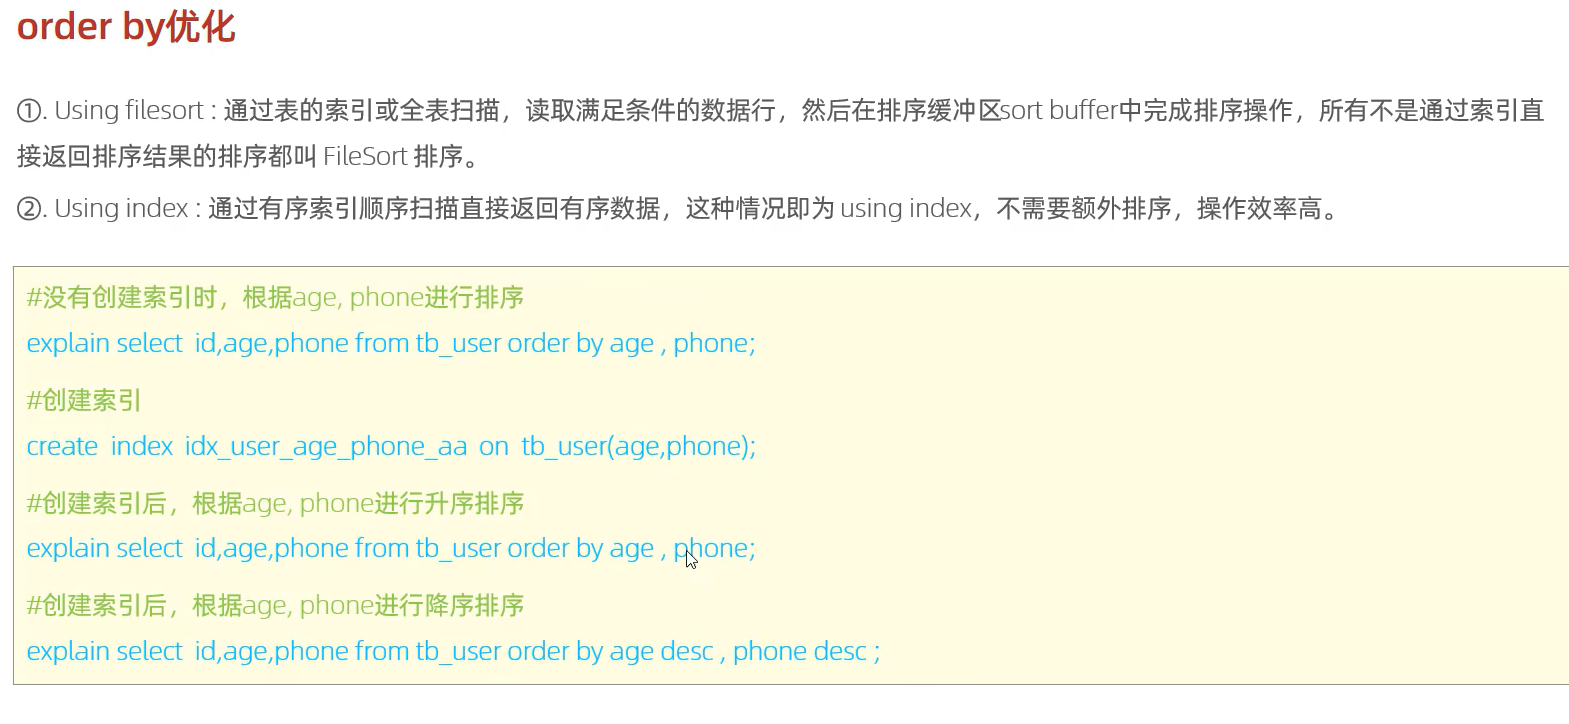 order by优化
①. Using filesort : 通过表的索引或全表扫描，读取满足条件的数据行，然后在排序缓冲区sort buffer中完成排序操作，所有不是通过索引直
接返回排序结果的排序都叫 FileSort 排序。
②. Using index : 通过有序索引顺序扫描直接返回有序数据，这种情况即为 using index，不需要额外排序，操作效率高。
#没有创建索引时，根据age, phone进行排序
explain select  id,age,phone from tb_user order by age , phone;
#创建索引
create  index  idx_user_age_phone_aa  on  tb_user(age,phone);
#创建索引后，根据age, phone进行升序排序
explain select  id,age,phone from tb_user order by age , phone;
#创建索引后，根据age, phone进行降序排序
explain select  id,age,phone from tb_user order by age desc , phone desc ;